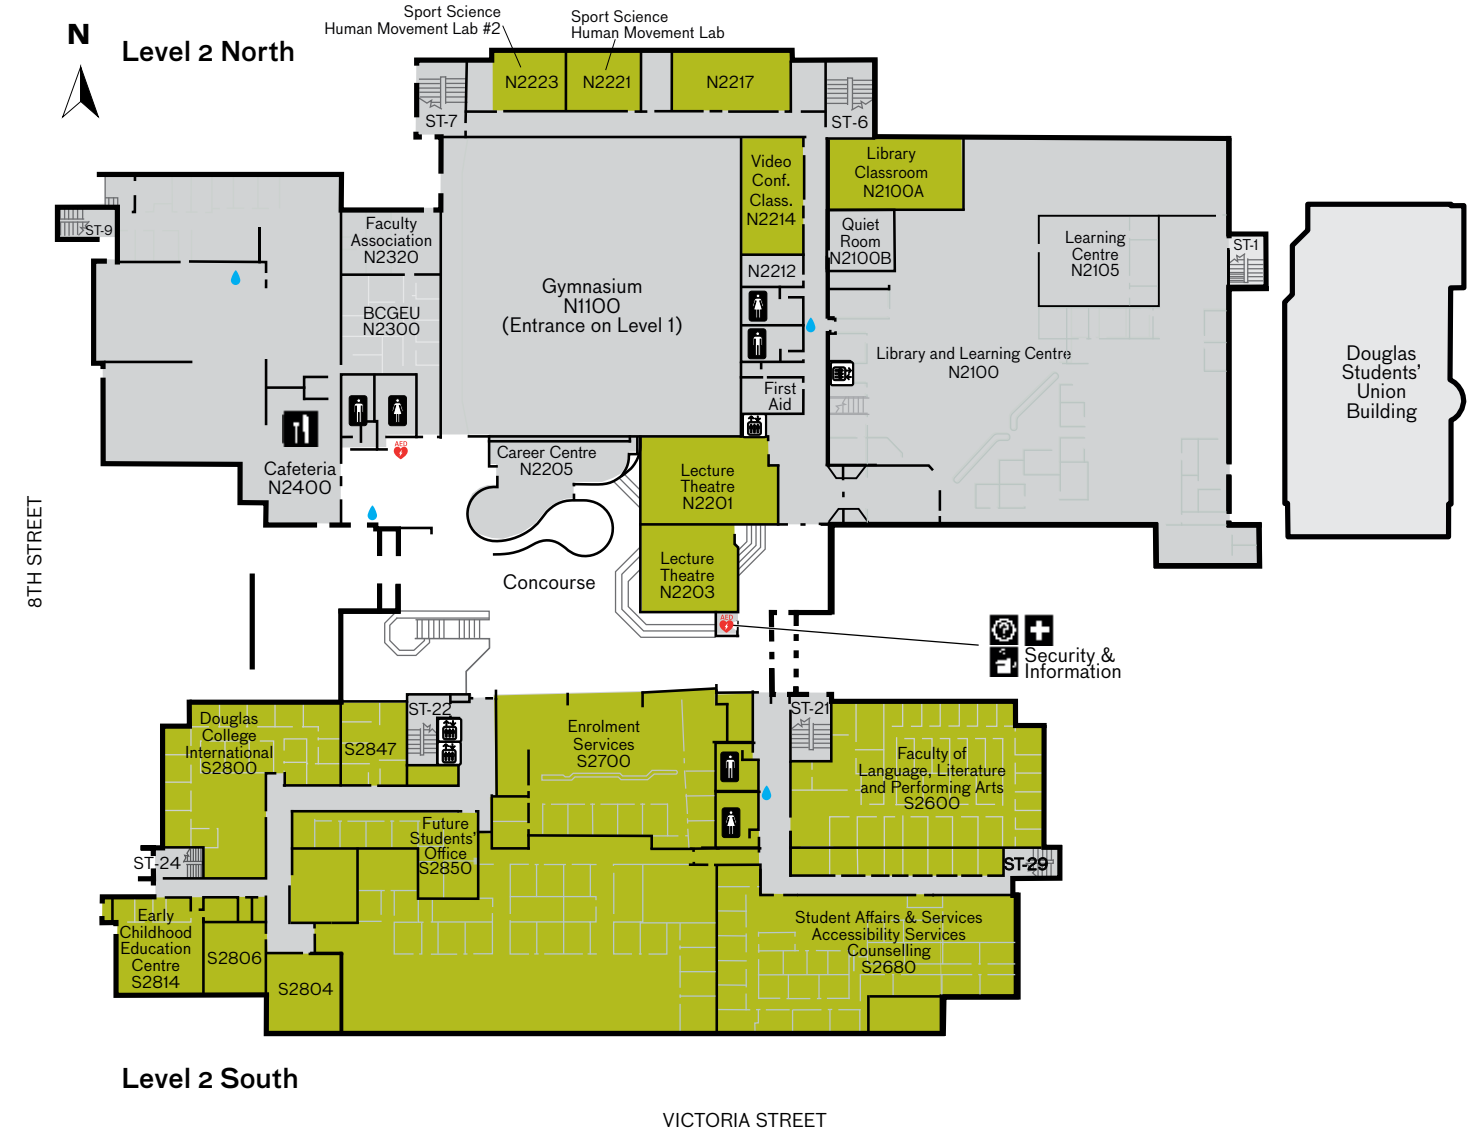 Sport Science
Human Movement Lab #2
Sport Science
Human Movement Lab
N
Level 2 North
N2223
N2221
N2217
ST-7
ST-6
Video
Conf.
Class.
N2214
Library
Classroom
N2100A
ST-9
Faculty
Association
N2320
Quiet
Room
N2100B
Learning
Centre
N2105
ST-1
N2212
BCGEU
N2300
Gymnasium
N1100
(Entrance on Level 1)
Library and Learning Centre
N2100
Douglas
Students'
Union
Building
First
Aid
AED
Career Centre
N2205
Cafeteria
N2400
Lecture
Theatre
N2201
8TH STREET
Concourse
Lecture
Theatre
N2203
AED
Security &
Information
ST-22
ST-21
Douglas
College
International
S2800
S2847
Enrolment
Services
S2700
Faculty of
Language, Literature
and Performing Arts
S2600
Future
Students'
Office
S2850
ST-24
ST-29
Early
Childhood
Education
Centre
S2814
S2806
S2804
Student Affairs & Services
Accessibility Services
Counselling
S2680
Level 2 South
VICTORIA STREET